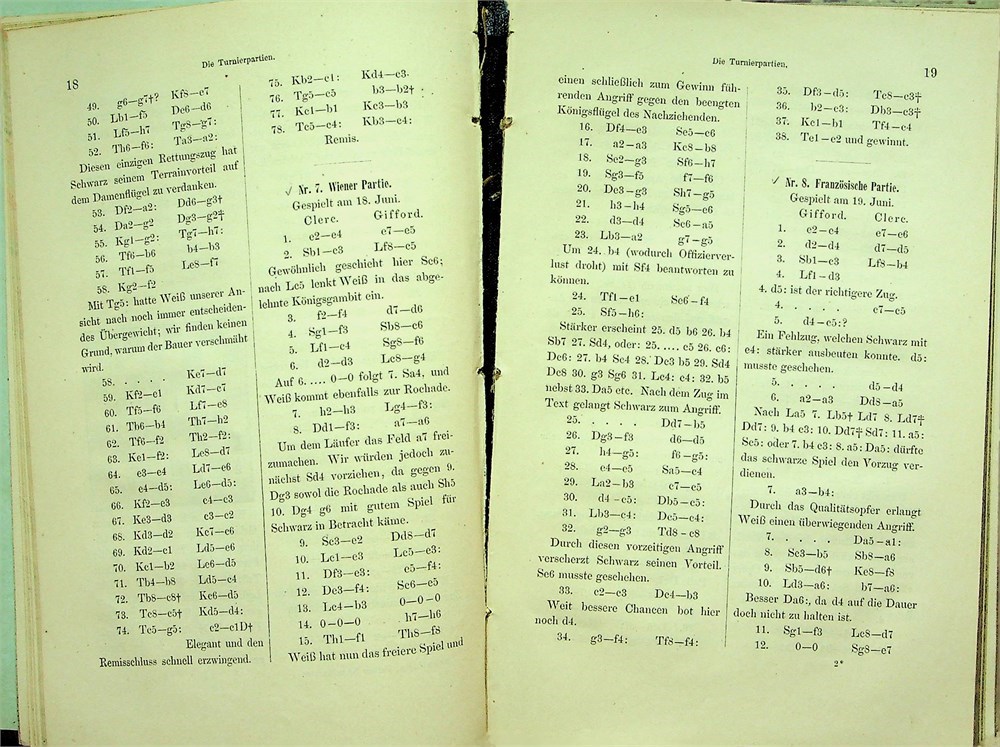 18
Die Turnierpartien.
49. g6—g7†? Kf8—e7
50. Lb1—f5 De6—d6
51. Lf5—h7 Tg8—g7:
52. Th6—f6: Ta3—a2:
Diesen einzigen Rettungszug hat
Schwarz seinem Terrainvorteil auf
dem Damenflügel zu verdanken.
53. Df2—a2: Dd6—g3†
54. Da2—g2 Dg3—g2‡
55. Kg1—g2: Tg7—h7:
56. Tf6—b6 b4—b3
57. Tf1—f5 Le8—f7
58. Kg2—f2
Mit Tg5: hatte Weiß unserer An-
sicht nach noch immer entscheiden-
des Übergewicht; wir finden keinen
Grund, warum der Bauer verschmäht
wird.
58. . . . . Ke7—d7
59. Kf2—e1 Kd7—c7
60. Tf5—f6 Lf7—e8
61. Tb6—b4 Th7—h2
62. Tf6—f2 Th2—f2:
63. Ke1—f2: Le8—d7
64. e3—e4 Ld7—e6
65. e4—d5: Le6—d5:
66. Kf2—e3 c4—c3
67. Ke3—d3 c3—c2
68. Kd3—d2 Kc7—c6
69. Kd2—c1 Ld5—e6
70. Kc1—b2 Le6—d5
71. Tb4—b8 Ld5—c4
72. Tb8—c8† Kc6—d5
73. Tc8—c5† Kd5—d4:
74. Tc5—g5: c2—c1D†
Elegant und den
Remisschluss schnell erzwingend.
75. Kb2—c1: Kd4—c3.
76. Tg5—c5 b3—b2†
77. Kc1—b1 Kc3—b3
78. Tc5—c4: Kb3—c4:
Remis.
Nr. 7. Wiener Partie.
Gespielt am 18. Juni.
Clerc. Gifford.
1. e2—e4 e7—e5
2. Sb1—c3 Lf8—c5
Gewöhnlich geschieht hier Sc6;
nach Lc5 lenkt Weiß in das abge-
lehnte Königsgambit ein.
3. f2—f4 d7—d6
4. Sg1—f3 Sb8—c6
5. Lf1—c4 Sg8—f6
6. d2—d3 Lc8—g4
Auf 6..... 0—0 folgt 7. Sa4, und
Weiß kommt ebenfalls zur Rochade.
7. h2—h3 Lg4—f3:
8. Dd1—f3: a7—a6
Um dem Läufer das Feld a7 frei-
zumachen. Wir würden jedoch zu-
nächst Sd4 vorziehen, da gegen 9.
Dg3 sowol die Rochade als auch Sh5
10. Dg4 g6 mit gutem Spiel für
Schwarz in Betracht käme.
9. Sc3—e2 Dd8—d7
10. Lc1—e3 Lc5—e3:
11. Df3—e3: e5—f4:
12. De3—f4: Sc6—e5
13. Lc4—b3 0—0—0
14. 0—0—0 h7—h6
15. Th1—f1 Th8—f8
Weiß hat nun das freiere Spiel und
Die Turnierpartien.
19
einen schließlich zum Gewinn füh-
renden Angriff gegen den beengten
Königsflügel des Nachziehenden.
16. Df4—e3 Se5—c6
17. a2—a3 Kc8—b8
18. Se2—g3 Sf6—h7
19. Sg3—f5 f7—f6
20. De3—g3 Sh7—g5
21. h3—h4 Sg5—e6
22. d3—d4 Sc6—a5
23. Lb3—a2 g7—g5
Um 24. b4 (wodurch Offizierver-
lust droht) mit Sf4 beantworten zu
können.
24. Tf1—e1 Se6—f4
25. Sf5—h6:
Stärker erscheint 25. d5 b6 26. b4
Sb7 27. Sd4, oder: 25..... c5 26. c6:
Dc6: 27. b4 Sc4 28. De3 b5 29. Sd4
Dc8 30. g3 Sg6 31. Lc4: c4: 32. b5
nebst 33. Da5 etc. Nach dem Zug im
Text gelangt Schwarz zum Angriff.
25. . . . . . Dd7—b5
26. Dg3—f3 d6—d5
27. h4—g5: f6—g5:
28. e4—e5 Sa5—c4
29. La2—b3 c7—c5
30. d4—c5: Db5—c5:
31. Lb3—c4: Dc5—c4:
32. g2—g3 Td8—c8
Durch diesen vorzeitigen Angriff
verscherzt Schwarz seinen Vorteil.
Se6 musste geschehen.
33. c2—c3 Dc4—b3
Weit bessere Chancen bot hier
noch d4.
34. g3—f4: Tf8—f4:
35. Df3—d5: Tc8—c3‡
36. b2—c3: Db3—c3‡
37. Kc1—b1 Tf4—c4
38. Te1—e2 und gewinnt.
Nr. 8. Französische Partie.
Gespielt am 19. Juni.
Gifford. Clerc.
1. e2—e4 e7—e6
2. d2—d4 d7—d5
3. Sb1—c3 Lf8—b4
4. Lf1—d3
4. d5: ist der richtigere Zug.
4. . . . . . c7—c5
5. d4—c5:?
Ein Fehlzug, welchen Schwarz mit
e4: stärker ausbeuten konnte. d5:
musste geschehen.
5. . . . . . d5—d4
6. a2—a3 Dd8—a5
Nach La5 7. Lb5† Ld7 8. Ld7‡
Dd7: 9. b4 c3: 10. Dd7‡ Sd7: 11. a5:
Sc5: oder 7. b4 c3: 8. a5: Da5: dürfte
das schwarze Spiel den Vorzug ver-
dienen.
7. a3—b4:
Durch das Qualitätsopfer erlangt
Weiß einen überwiegenden Angriff.
7. . . . . . Da5—a1:
8. Sc3—b5 Sb8—a6
9. Sb5—d6† Ke8—f8
10. Ld3—a6: b7—a6:
Besser Da6:, da d4 auf die Dauer
doch nicht zu halten ist.
11. Sg1—f3 Lc8—d7
12. 0—0 Sg8—e7
2*